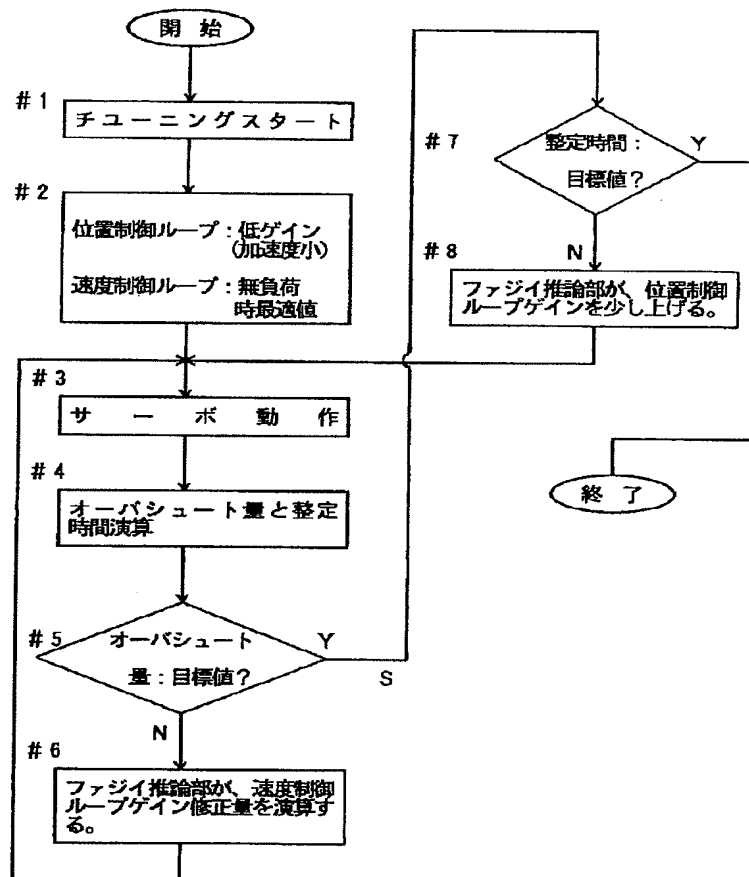 開 始
#1
チューニングスタート
#2
位置制御ループ：低ゲイン
（加速度小）
速度制御ループ：無負荷
時最適値
#3
サーボ動作
#4
オーバシュート量と整定
時間演算
#5
オーバシュート
量：目標値？
Y
S
N
#6
ファジイ推論部が、速度制御
ループゲイン修正量を演算す
る。
#7
整定時間：
目標値？
Y
N
#8
ファジイ推論部が、位置制御
ループゲインを少し上げる。
終 了